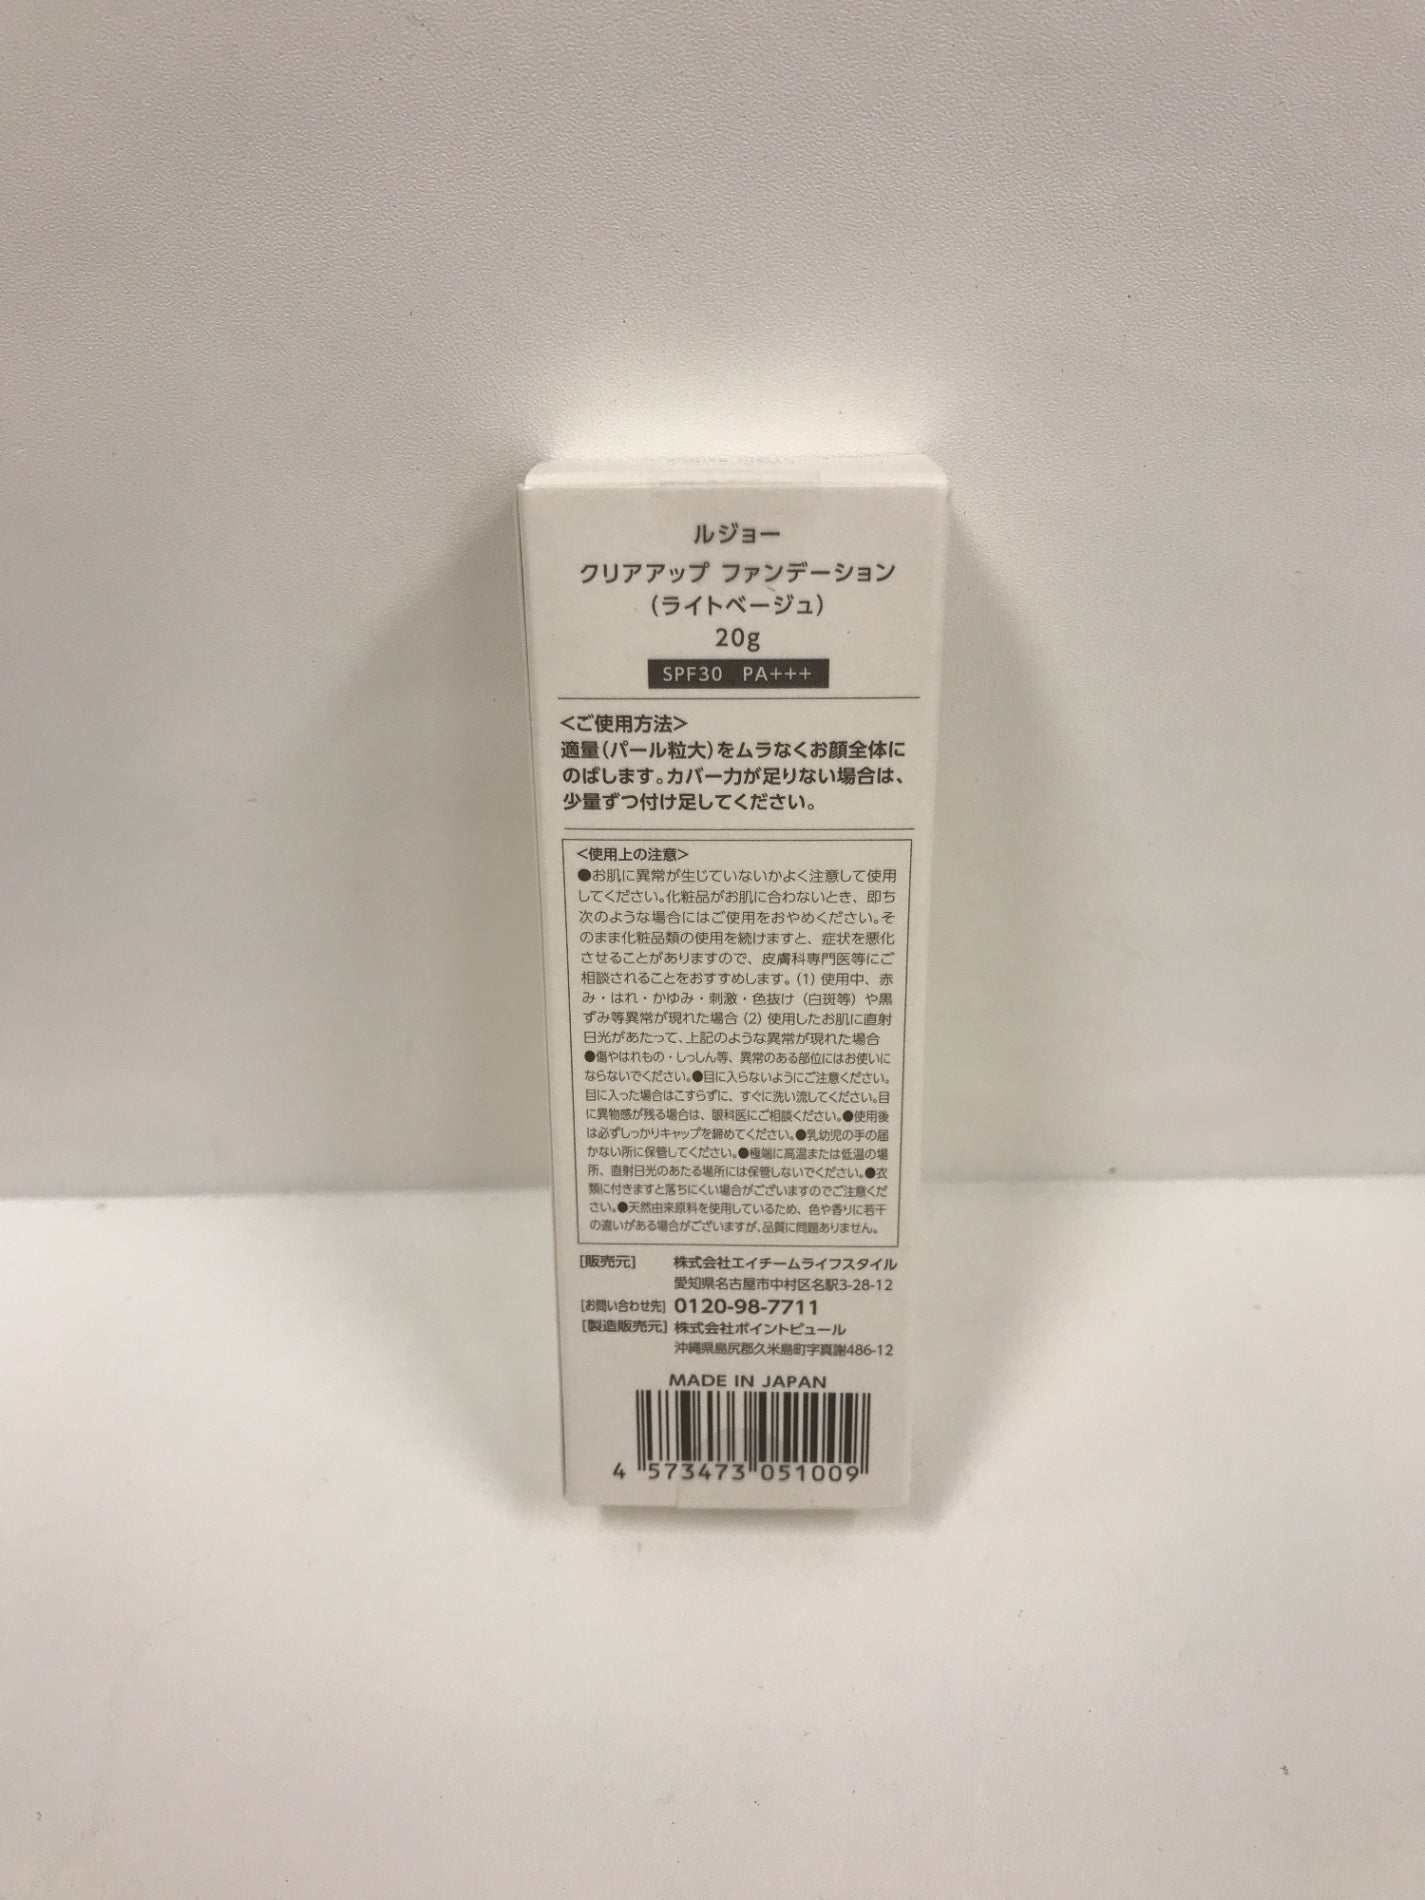 ルジョー
クリアアップ ファンデーション
（ライトベージュ）
20g
SPF30 PA+++
＜ご使用方法＞
適量（パール粒大）をムラなくお顔全体に
のばします。カバー力が足りない場合は、
少量ずつ付け足してください。
＜使用上の注意＞
●お肌に異常が生じていないかよく注意して使用
してください。化粧品がお肌に合わないとき、即ち
次のような場合にはご使用をおやめください。そ
のまま化粧品類の使用を続けますと、症状を悪化
させることがありますので、皮膚科専門医等にご
相談されることをおすすめします。（1）使用中、赤
み・はれ・かゆみ・刺激・色抜け（白斑等）や黒
ずみ等異常が現れた場合（2）使用したお肌に直射
日光があたって、上記のような異常が現れた場合
●傷やはれもの・しっしん等、異常のある部位にはお使いに
ならないでください。●目に入らないようにご注意ください。
目に入った場合はこすらずに、すぐに洗い流してください。目
に異物感が残る場合は、眼科医にご相談ください。●使用後
は必ずしっかりキャップを締めてください。●乳幼児の手の届
かない所に保管してください。●極端に高温または低温の場
所、直射日光のあたる場所には保管しないでください。●衣
類に付きますと落ちにくい場合がございますのでご注意くだ
さい。●天然由来原料を使用しているため、色や香りに若干
の違いがある場合がございますが、品質に問題ありません。
［販売元］ 株式会社エイチームライフスタイル
愛知県名古屋市中村区名駅3-28-12
［お問い合わせ先］ 0120-98-7711
［製造販売元］ 株式会社ポイントピュール
沖縄県島尻郡久米島町字真謝486-12
MADE IN JAPAN
4 573473 051009